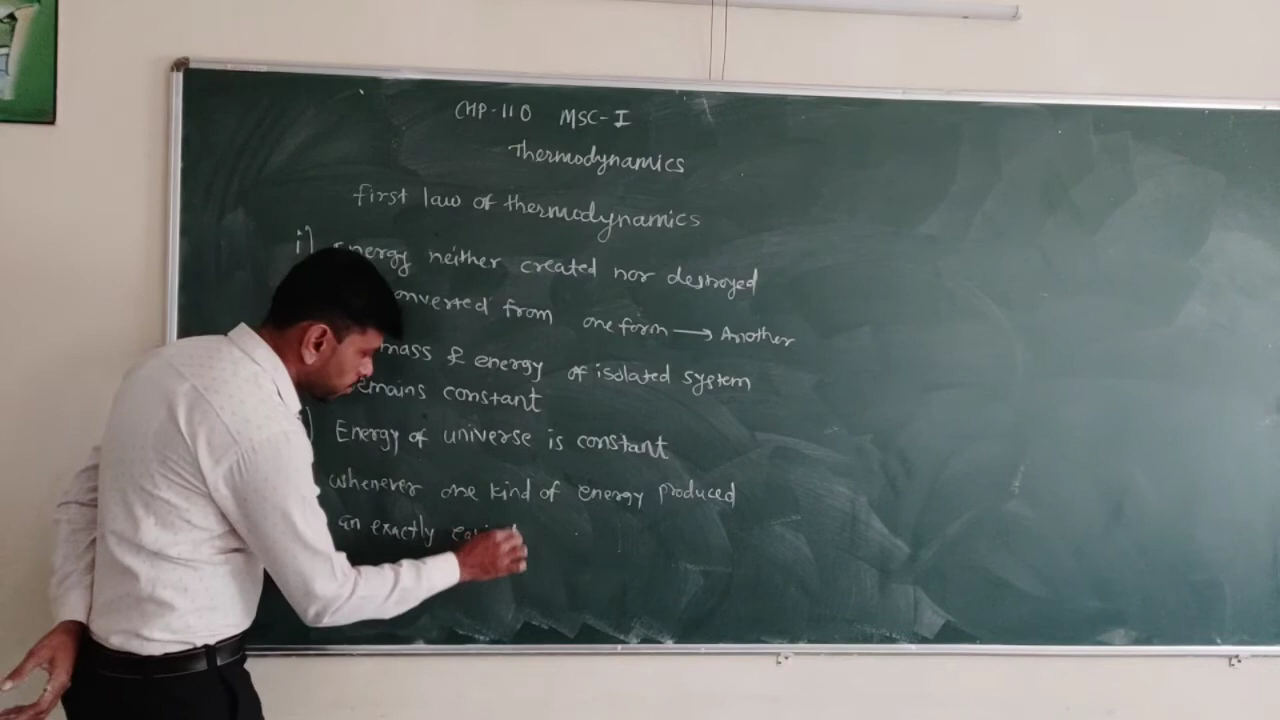 CHP-110 MSC-I
Thermodynamics
first law of thermodynamics
i) Energy neither created nor destroyed
onverted from one form → Another
mass & energy of isolated system
emains constant
) Energy of universe is constant
whenever one kind of energy produced
an exactly